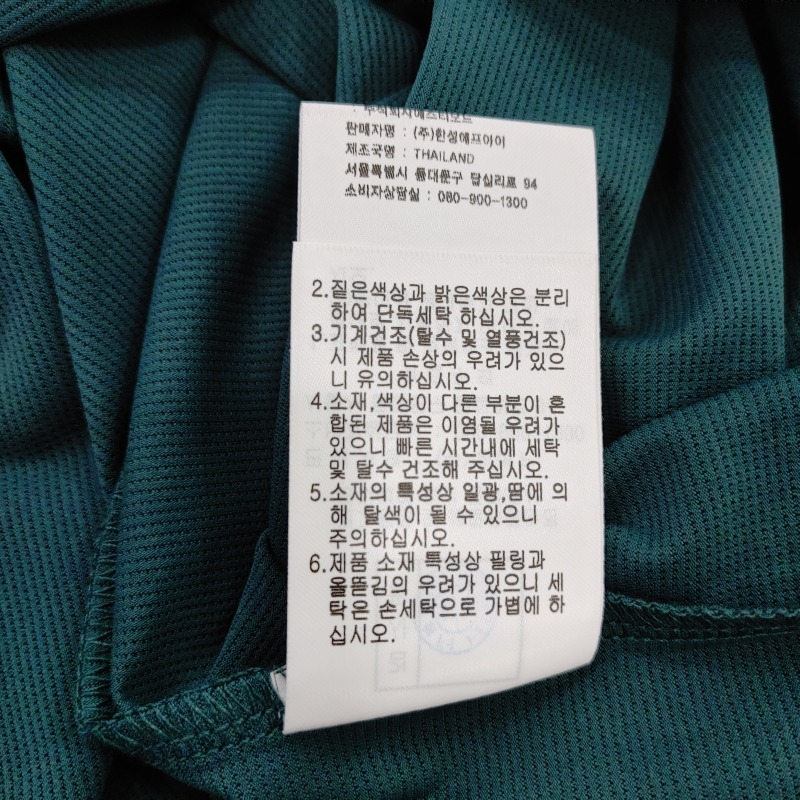 : 주식회사에스티모드
판매자명 : (주)한섬에프아이
제조국명 : THAILAND
서울특별시 동대문구 답십리로 94
소비자상담실 : 080-900-1300
2.짙은색상과 밝은색상은 분리
하여 단독세탁 하십시오.
3.기계건조(탈수 및 열풍건조)
시 제품 손상의 우려가 있으
니 유의하십시오.
4.소재,색상이 다른 부분이 혼
합된 제품은 이염될 우려가
있으니 빠른 시간내에 세탁
및 탈수 건조해 주십시오.
5.소재의 특성상 일광,땀에 의
해 탈색이 될 수 있으니
주의하십시오.
6.제품 소재 특성상 필링과
올뜯김의 우려가 있으니 세
탁은 손세탁으로 가볍에 하
십시오.